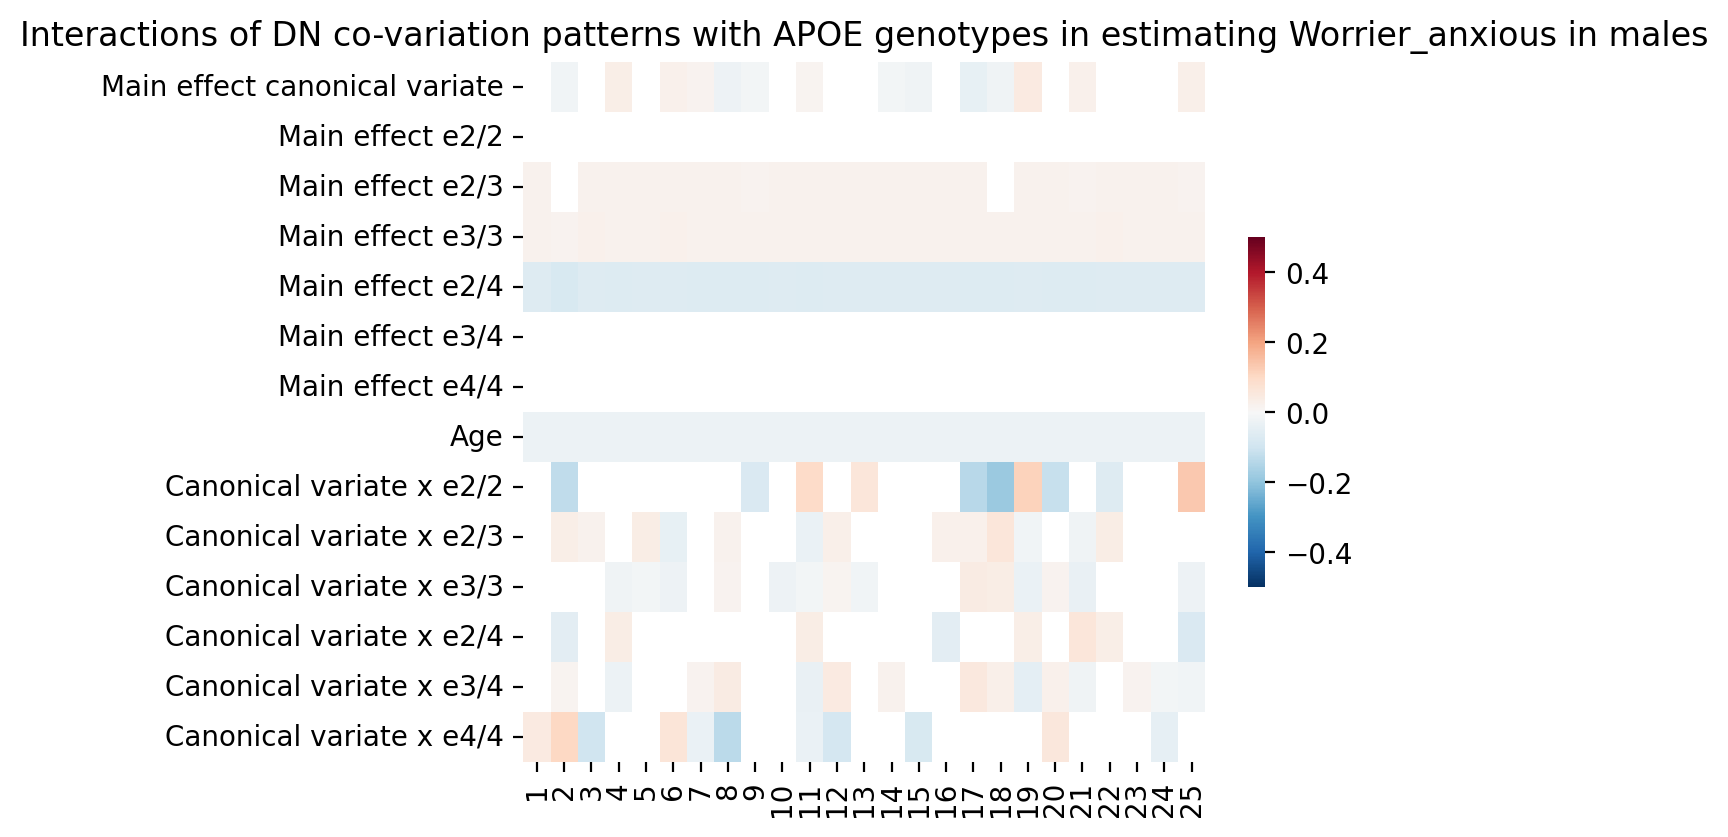 Interactions of DN co-variation patterns with APOE genotypes in estimating Worrier_anxious in males
Main effect canonical variate
Main effect e2/2
Main effect e2/3
Main effect e3/3
Main effect e2/4
Main effect e3/4
Main effect e4/4
Age
Canonical variate x e2/2
Canonical variate x e2/3
Canonical variate x e3/3
Canonical variate x e2/4
Canonical variate x e3/4
Canonical variate x e4/4
1 2 3 4 5 6 7 8 9 10 11 12 13 14 15 16 17 18 19 20 21 22 23 24 25
0.4
0.2
0.0
−0.2
−0.4